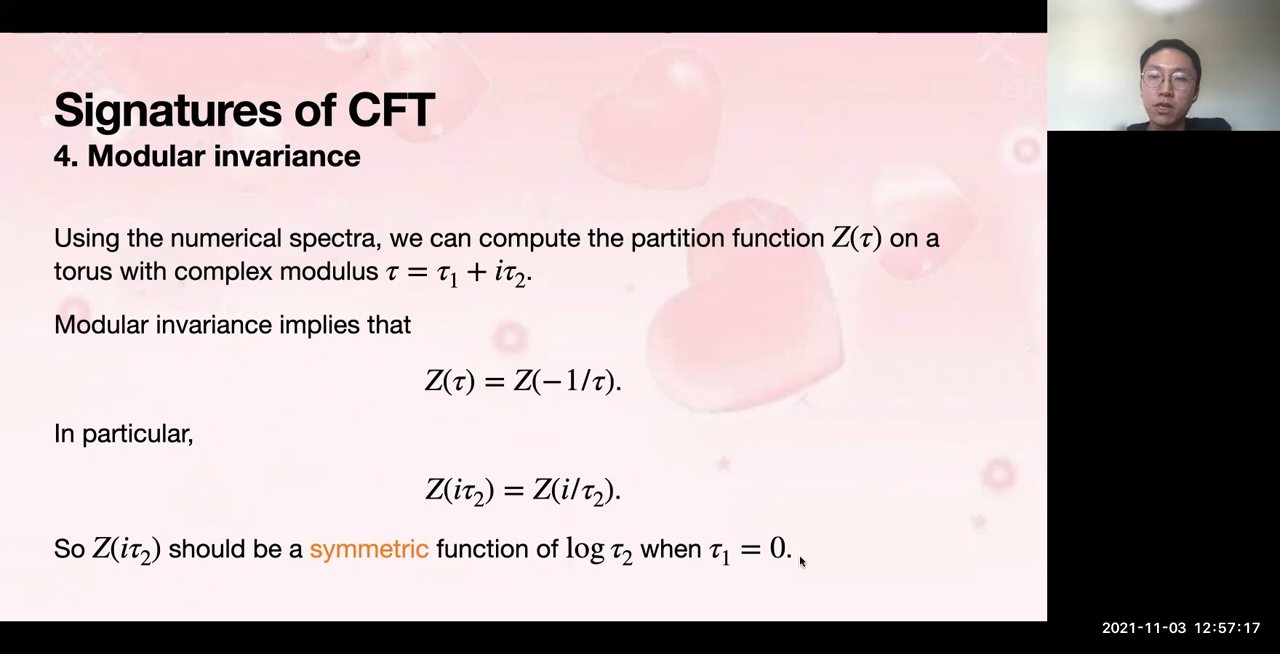 Signatures of CFT
4. Modular invariance
Using the numerical spectra, we can compute the partition function Z(τ) on a
torus with complex modulus τ = τ₁ + iτ₂.
Modular invariance implies that
Z(τ) = Z(−1/τ).
In particular,
Z(iτ₂) = Z(i/τ₂).
So Z(iτ₂) should be a symmetric function of log τ₂ when τ₁ = 0.
2021-11-03 12:57:17